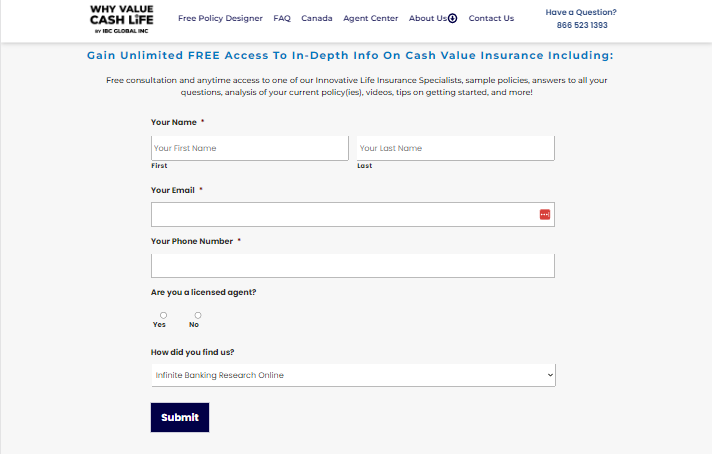 WHY VALUE
CASH LIFE
BY IBC GLOBAL INC
Free Policy Designer FAQ Canada Agent Center About Us Contact Us
Have a Question?
866 523 1393
Gain Unlimited FREE Access To In-Depth Info On Cash Value Insurance Including:
Free consultation and anytime access to one of our Innovative Life Insurance Specialists, sample policies, answers to all your
questions, analysis of your current policy(ies), videos, tips on getting started, and more!
Your Name *
Your First Name Your Last Name
First Last
Your Email *
Your Phone Number *
Are you a licensed agent?
Yes No
How did you find us?
Infinite Banking Research Online
Submit